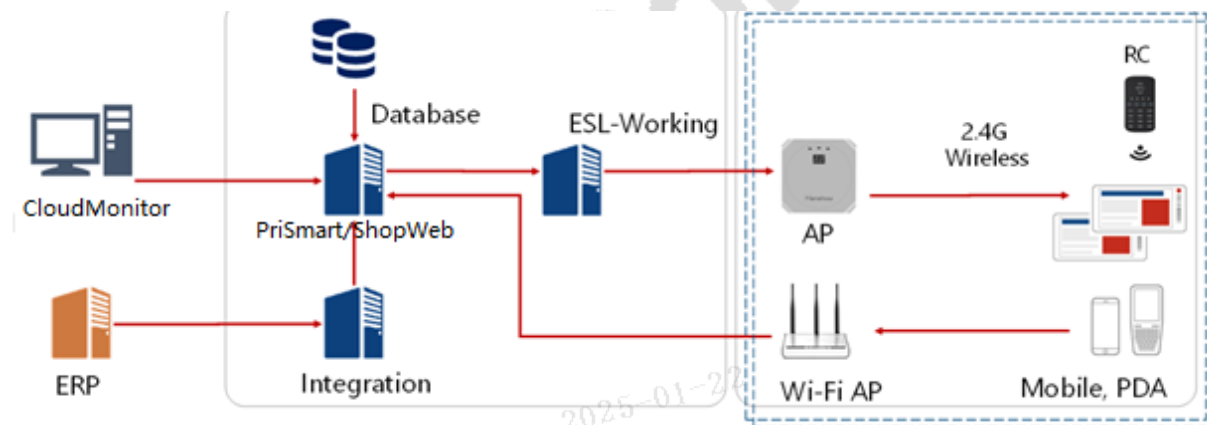 RC
Database
ESL-Working
2.4G
Wireless
CloudMonitor
PriSmart/ShopWeb
AP
ERP
Integration
Wi-Fi AP
Mobile, PDA
2025-01-22